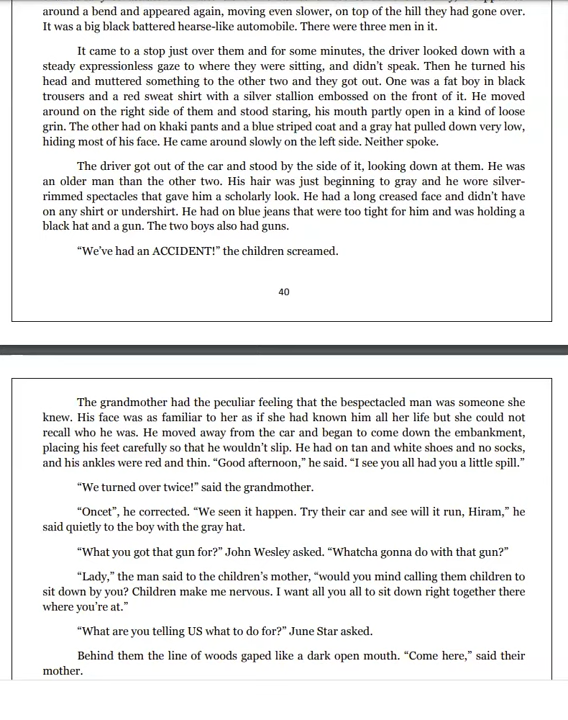 around a bend and appeared again, moving even slower, on top of the hill they had gone over.
It was a big black battered hearse-like automobile. There were three men in it.
It came to a stop just over them and for some minutes, the driver looked down with a
steady expressionless gaze to where they were sitting, and didn’t speak. Then he turned his
head and muttered something to the other two and they got out. One was a fat boy in black
trousers and a red sweat shirt with a silver stallion embossed on the front of it. He moved
around on the right side of them and stood staring, his mouth partly open in a kind of loose
grin. The other had on khaki pants and a blue striped coat and a gray hat pulled down very low,
hiding most of his face. He came around slowly on the left side. Neither spoke.
The driver got out of the car and stood by the side of it, looking down at them. He was
an older man than the other two. His hair was just beginning to gray and he wore silver-
rimmed spectacles that gave him a scholarly look. He had a long creased face and didn’t have
on any shirt or undershirt. He had on blue jeans that were too tight for him and was holding a
black hat and a gun. The two boys also had guns.
“We’ve had an ACCIDENT!” the children screamed.
40
The grandmother had the peculiar feeling that the bespectacled man was someone she
knew. His face was as familiar to her as if she had known him all her life but she could not
recall who he was. He moved away from the car and began to come down the embankment,
placing his feet carefully so that he wouldn’t slip. He had on tan and white shoes and no socks,
and his ankles were red and thin. “Good afternoon,” he said. “I see you all had you a little spill.”
“We turned over twice!” said the grandmother.
“Oncet”, he corrected. “We seen it happen. Try their car and see will it run, Hiram,” he
said quietly to the boy with the gray hat.
“What you got that gun for?” John Wesley asked. “Whatcha gonna do with that gun?”
“Lady,” the man said to the children’s mother, “would you mind calling them children to
sit down by you? Children make me nervous. I want all you all to sit down right together there
where you’re at.”
“What are you telling US what to do for?” June Star asked.
Behind them the line of woods gaped like a dark open mouth. “Come here,” said their
mother.